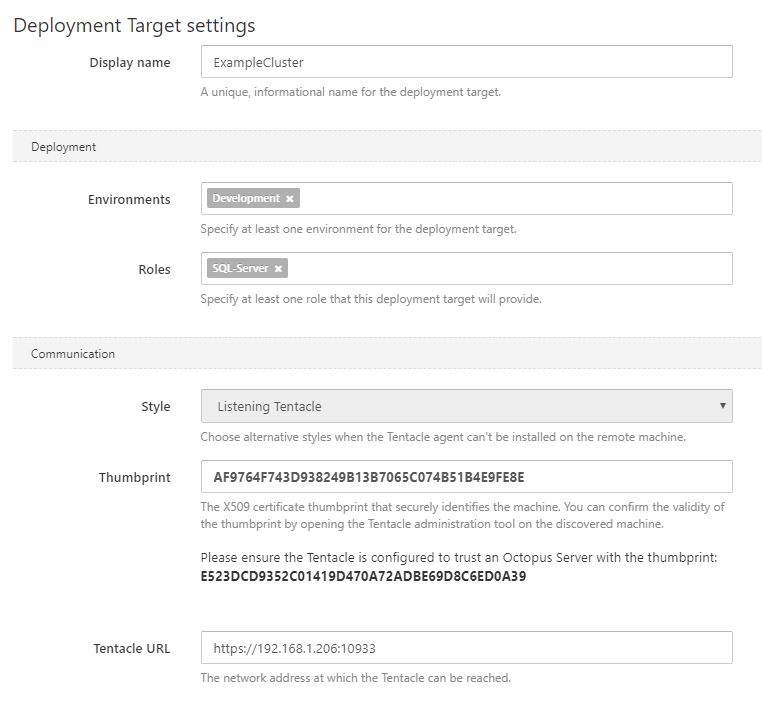 Deployment Target settings
Display name
ExampleCluster
A unique, informational name for the deployment target.
Deployment
Environments
Development ×
Specify at least one environment for the deployment target.
Roles
SQL-Server ×
Specify at least one role that this deployment target will provide.
Communication
Style
Listening Tentacle
Choose alternative styles when the Tentacle agent can't be installed on the remote machine.
Thumbprint
AF9764F743D938249B13B7065C074B51B4E9FE8E
The X509 certificate thumbprint that securely identifies the machine. You can confirm the validity of
the thumbprint by opening the Tentacle administration tool on the discovered machine.
Please ensure the Tentacle is configured to trust an Octopus Server with the thumbprint:
E523DCD9352C01419D470A72ADBE69D8C6ED0A39
Tentacle URL
https://192.168.1.206:10933
The network address at which the Tentacle can be reached.